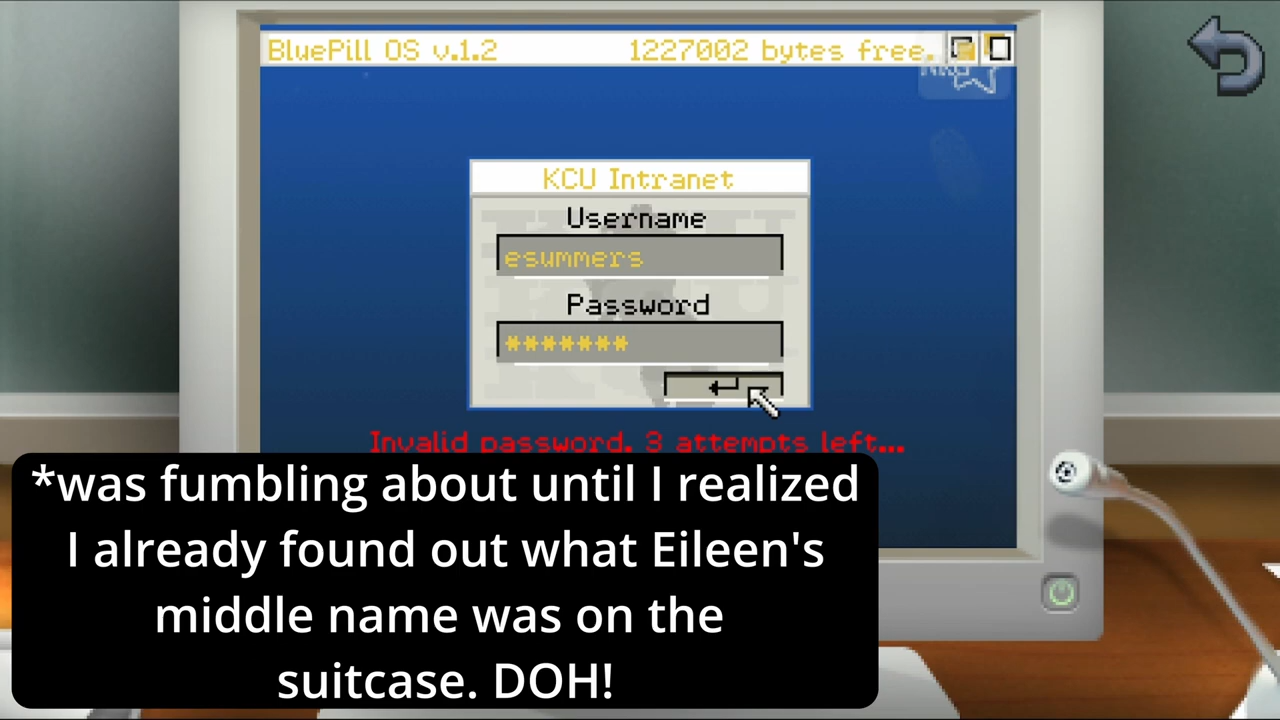 BluePill OS v.1.2 1227002 bytes free.
KCU Intranet
Username
esummers
Password
*******
Invalid password. 3 attempts left...
*was fumbling about until I realized
I already found out what Eileen's
middle name was on the
suitcase. DOH!